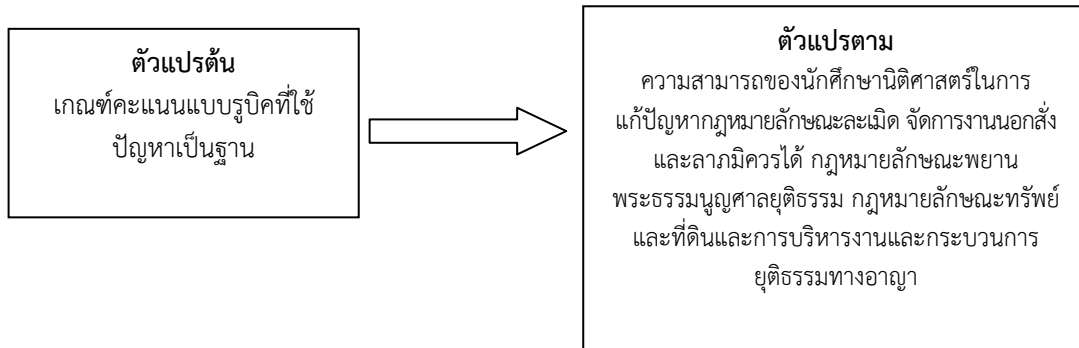 ตัวแปรต้น
เกณฑ์คะแนนแบบรูบิคที่ใช้
ปัญหาเป็นฐาน
ตัวแปรตาม
ความสามารถของนักศึกษานิติศาสตร์ในการ
แก้ปัญหากฎหมายลักษณะละเมิด จัดการงานนอกสั่ง
และลาภมิควรได้ กฎหมายลักษณะพยาน
พระธรรมนูญศาลยุติธรรม กฎหมายลักษณะทรัพย์
และที่ดินและการบริหารงานและกระบวนการ
ยุติธรรมทางอาญา